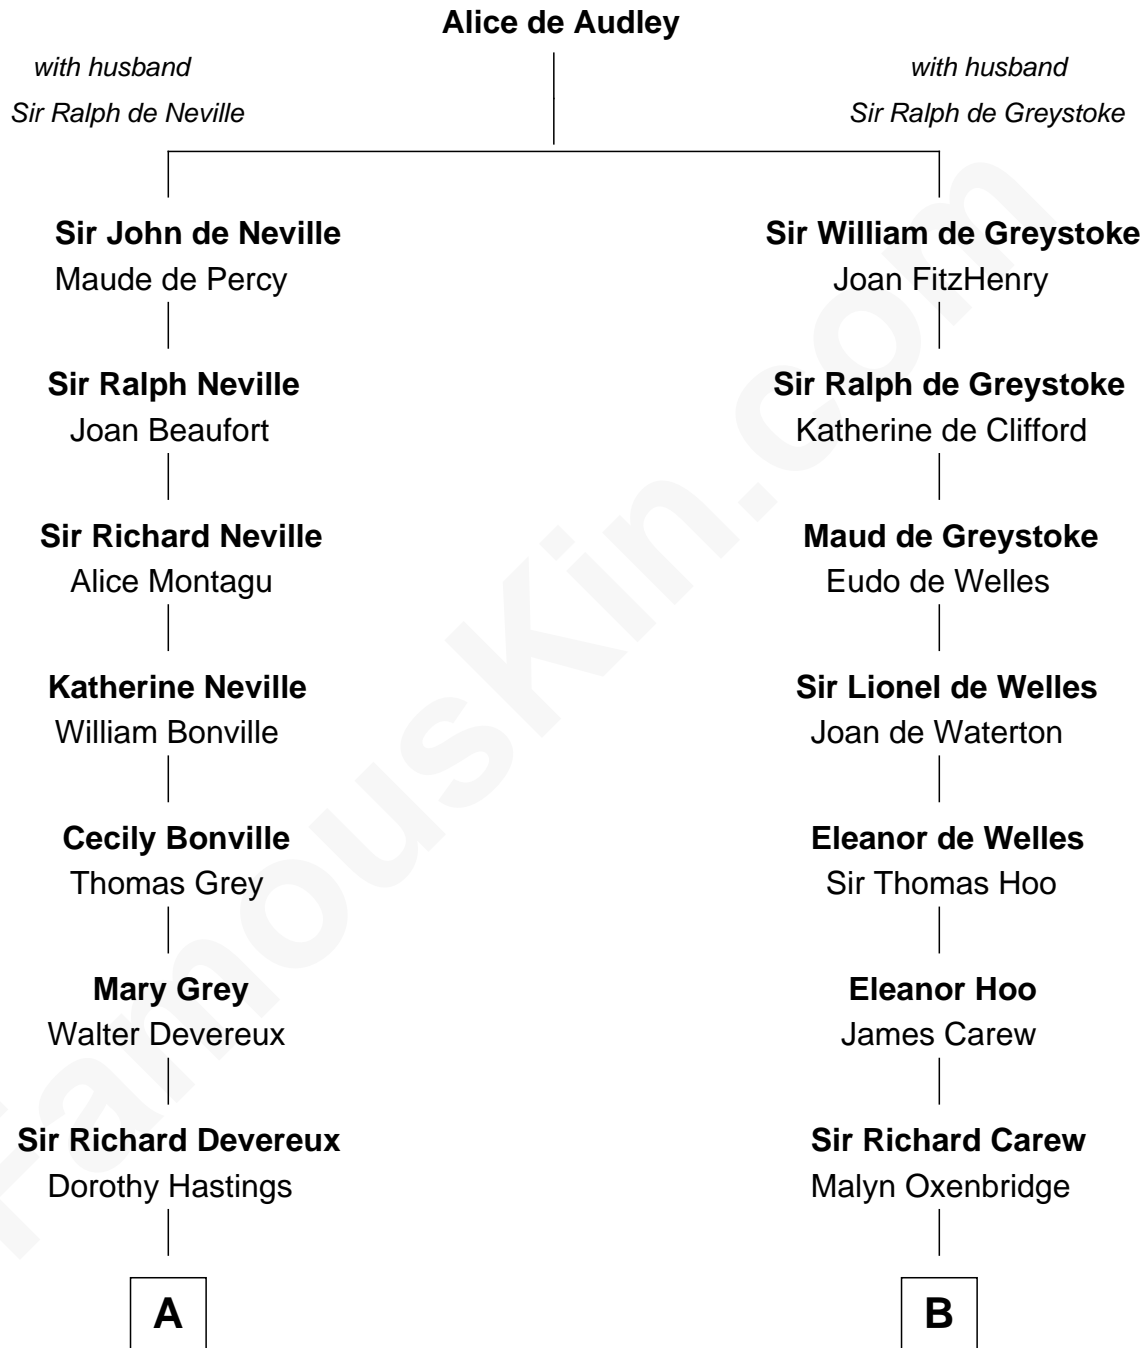 Alice de Audley
with husband
Sir Ralph de Neville
with husband
Sir Ralph de Greystoke
Sir John de Neville
Maude de Percy
Sir William de Greystoke
Joan FitzHenry
Sir Ralph Neville
Joan Beaufort
Sir Ralph de Greystoke
Katherine de Clifford
Sir Richard Neville
Alice Montagu
Maud de Greystoke
Eudo de Welles
Katherine Neville
William Bonville
Sir Lionel de Welles
Joan de Waterton
Cecily Bonville
Thomas Grey
Eleanor de Welles
Sir Thomas Hoo
Mary Grey
Walter Devereux
Eleanor Hoo
James Carew
Sir Richard Devereux
Dorothy Hastings
Sir Richard Carew
Malyn Oxenbridge
A
B
FamousKin.com